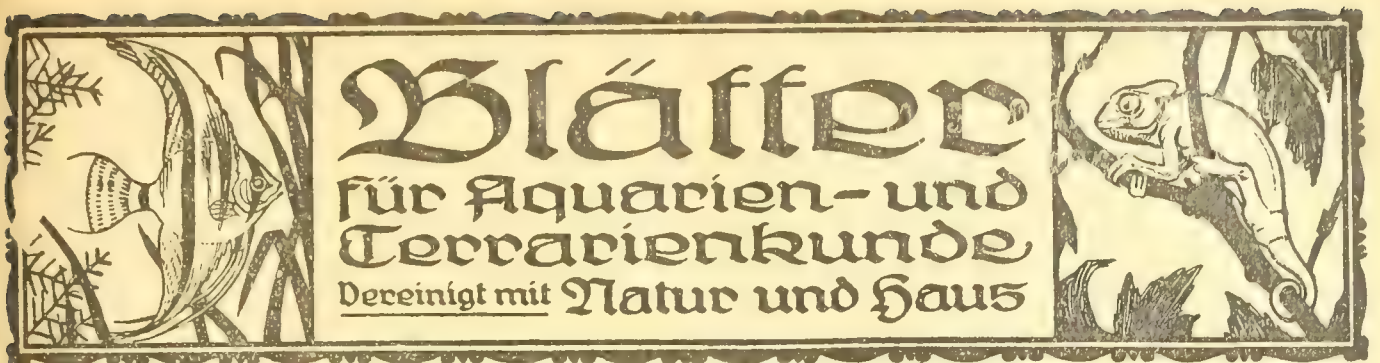 Blätter
für Aquarien- und
Terrarienkunde
Vereinigt mit Natur und Haus